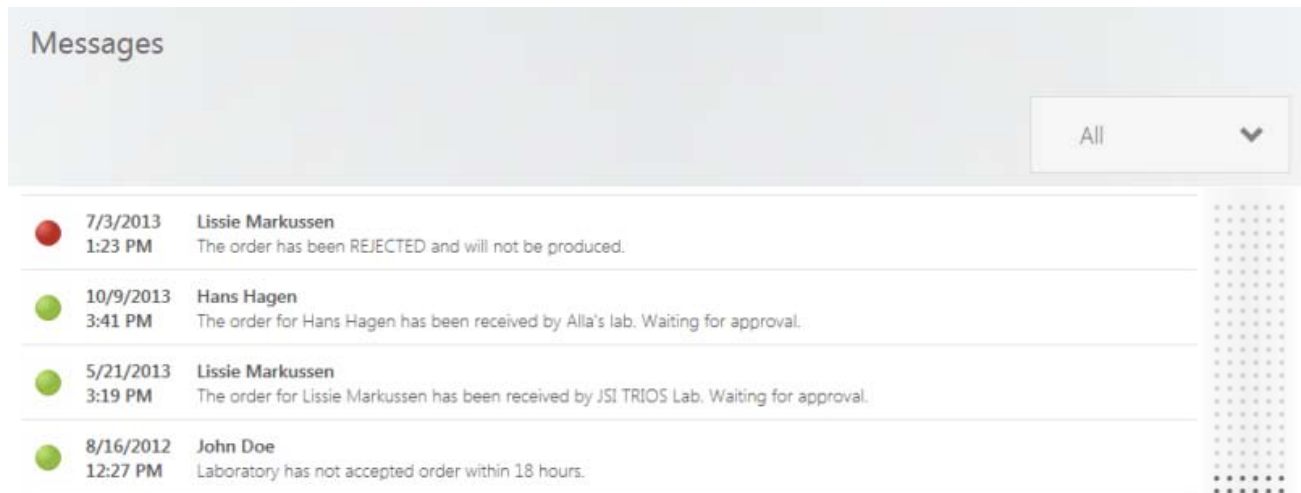 Messages
All
7/3/2013 Lissie Markussen
1:23 PM The order has been REJECTED and will not be produced.
10/9/2013 Hans Hagen
3:41 PM The order for Hans Hagen has been received by Alla's lab. Waiting for approval.
5/21/2013 Lissie Markussen
3:19 PM The order for Lissie Markussen has been received by JSI TRIOS Lab. Waiting for approval.
8/16/2012 John Doe
12:27 PM Laboratory has not accepted order within 18 hours.